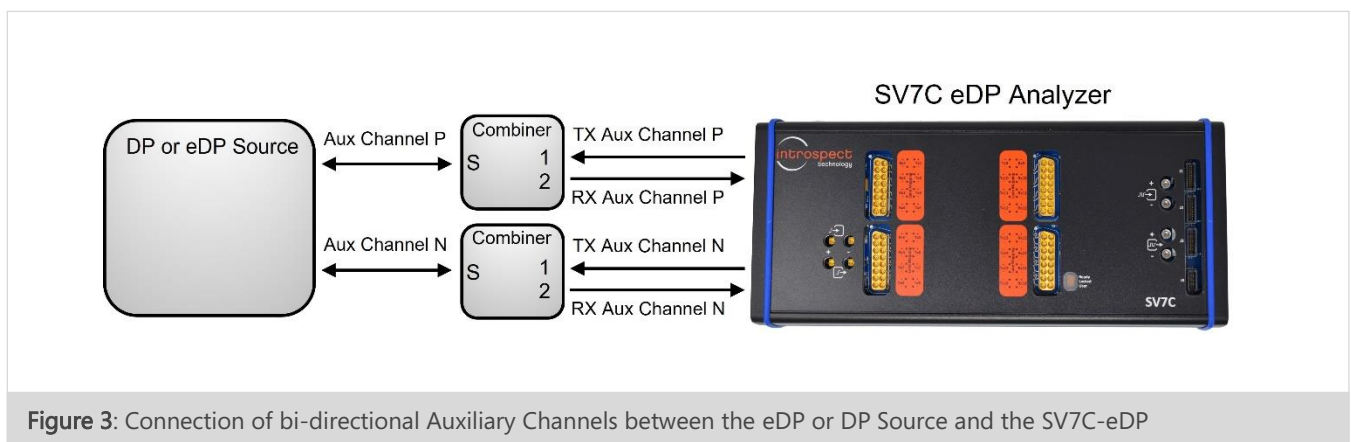 SV7C eDP Analyzer
DP or eDP Source
Aux Channel P
Combiner
S
1
2
TX Aux Channel P
RX Aux Channel P
Aux Channel N
Combiner
S
1
2
TX Aux Channel N
RX Aux Channel N
introspect
technology
SV7C
Figure 3: Connection of bi-directional Auxiliary Channels between the eDP or DP Source and the SV7C-eDP